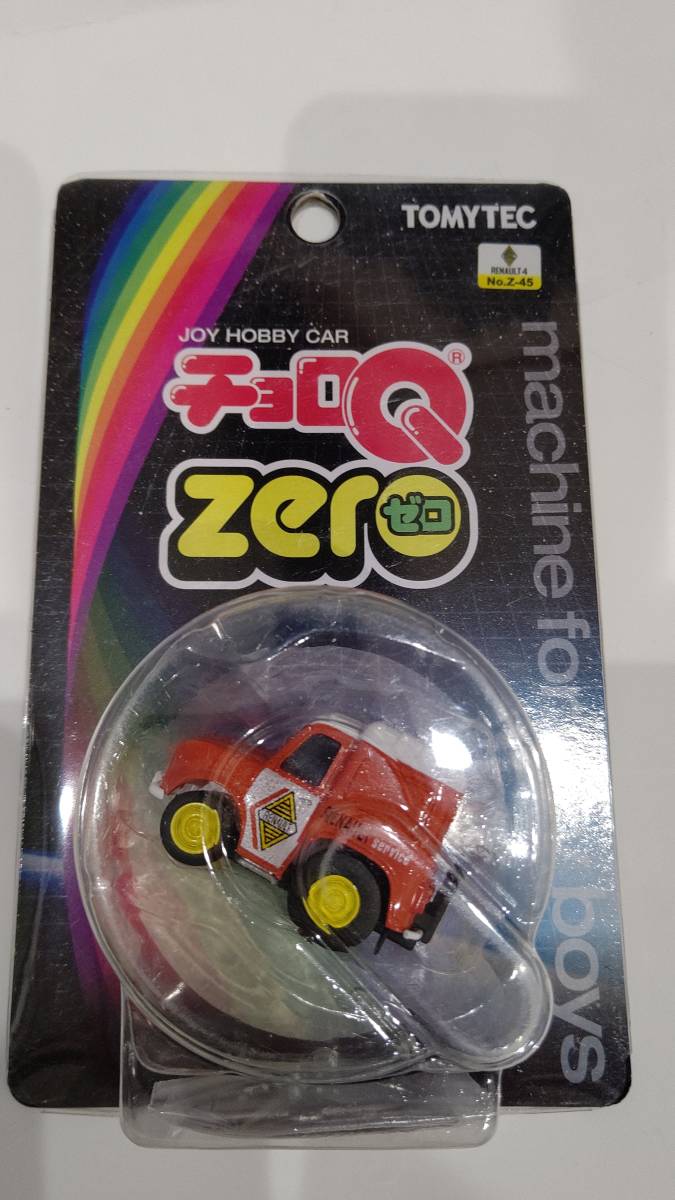 TOMYTEC
RENAULT4
No.Z-45
JOY HOBBY CAR
チョロQ®
zero ゼロ
machine for boys
RENAULT
RENAULT service